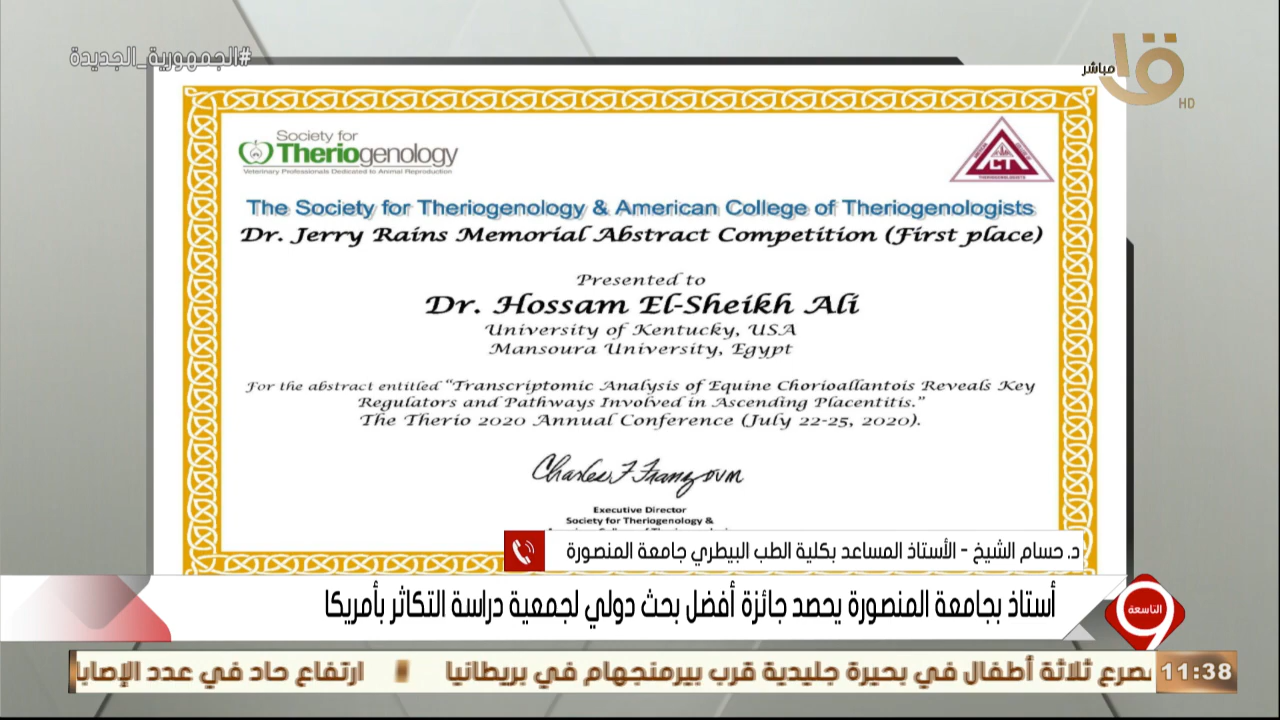 #الجمهورية_الجديدة
مباشر
HD
Society for
Theriogenology
Veterinary Professionals Dedicated to Animal Reproduction
The Society for Theriogenology & American College of Theriogenologists
Dr. Jerry Rains Memorial Abstract Competition (First place)
Presented to
Dr. Hossam El-Sheikh Ali
University of Kentucky, USA
Mansoura University, Egypt
For the abstract entitled “Transcriptomic Analysis of Equine Chorioallantois Reveals Key
Regulators and Pathways Involved in Ascending Placentitis.”
The Therio 2020 Annual Conference (July 22-25, 2020).
Executive Director
Society for Theriogenology &
د. حسام الشيخ - الأستاذ المساعد بكلية الطب البيطري جامعة المنصورة
التاسعة
أستاذ بجامعة المنصورة يحصد جائزة أفضل بحث دولي لجمعية دراسة التكاثر بأمريكا
11:38
مصرع ثلاثة أطفال في بحيرة جليدية قرب بيرمنجهام في بريطانيا
ارتفاع حاد في عدد